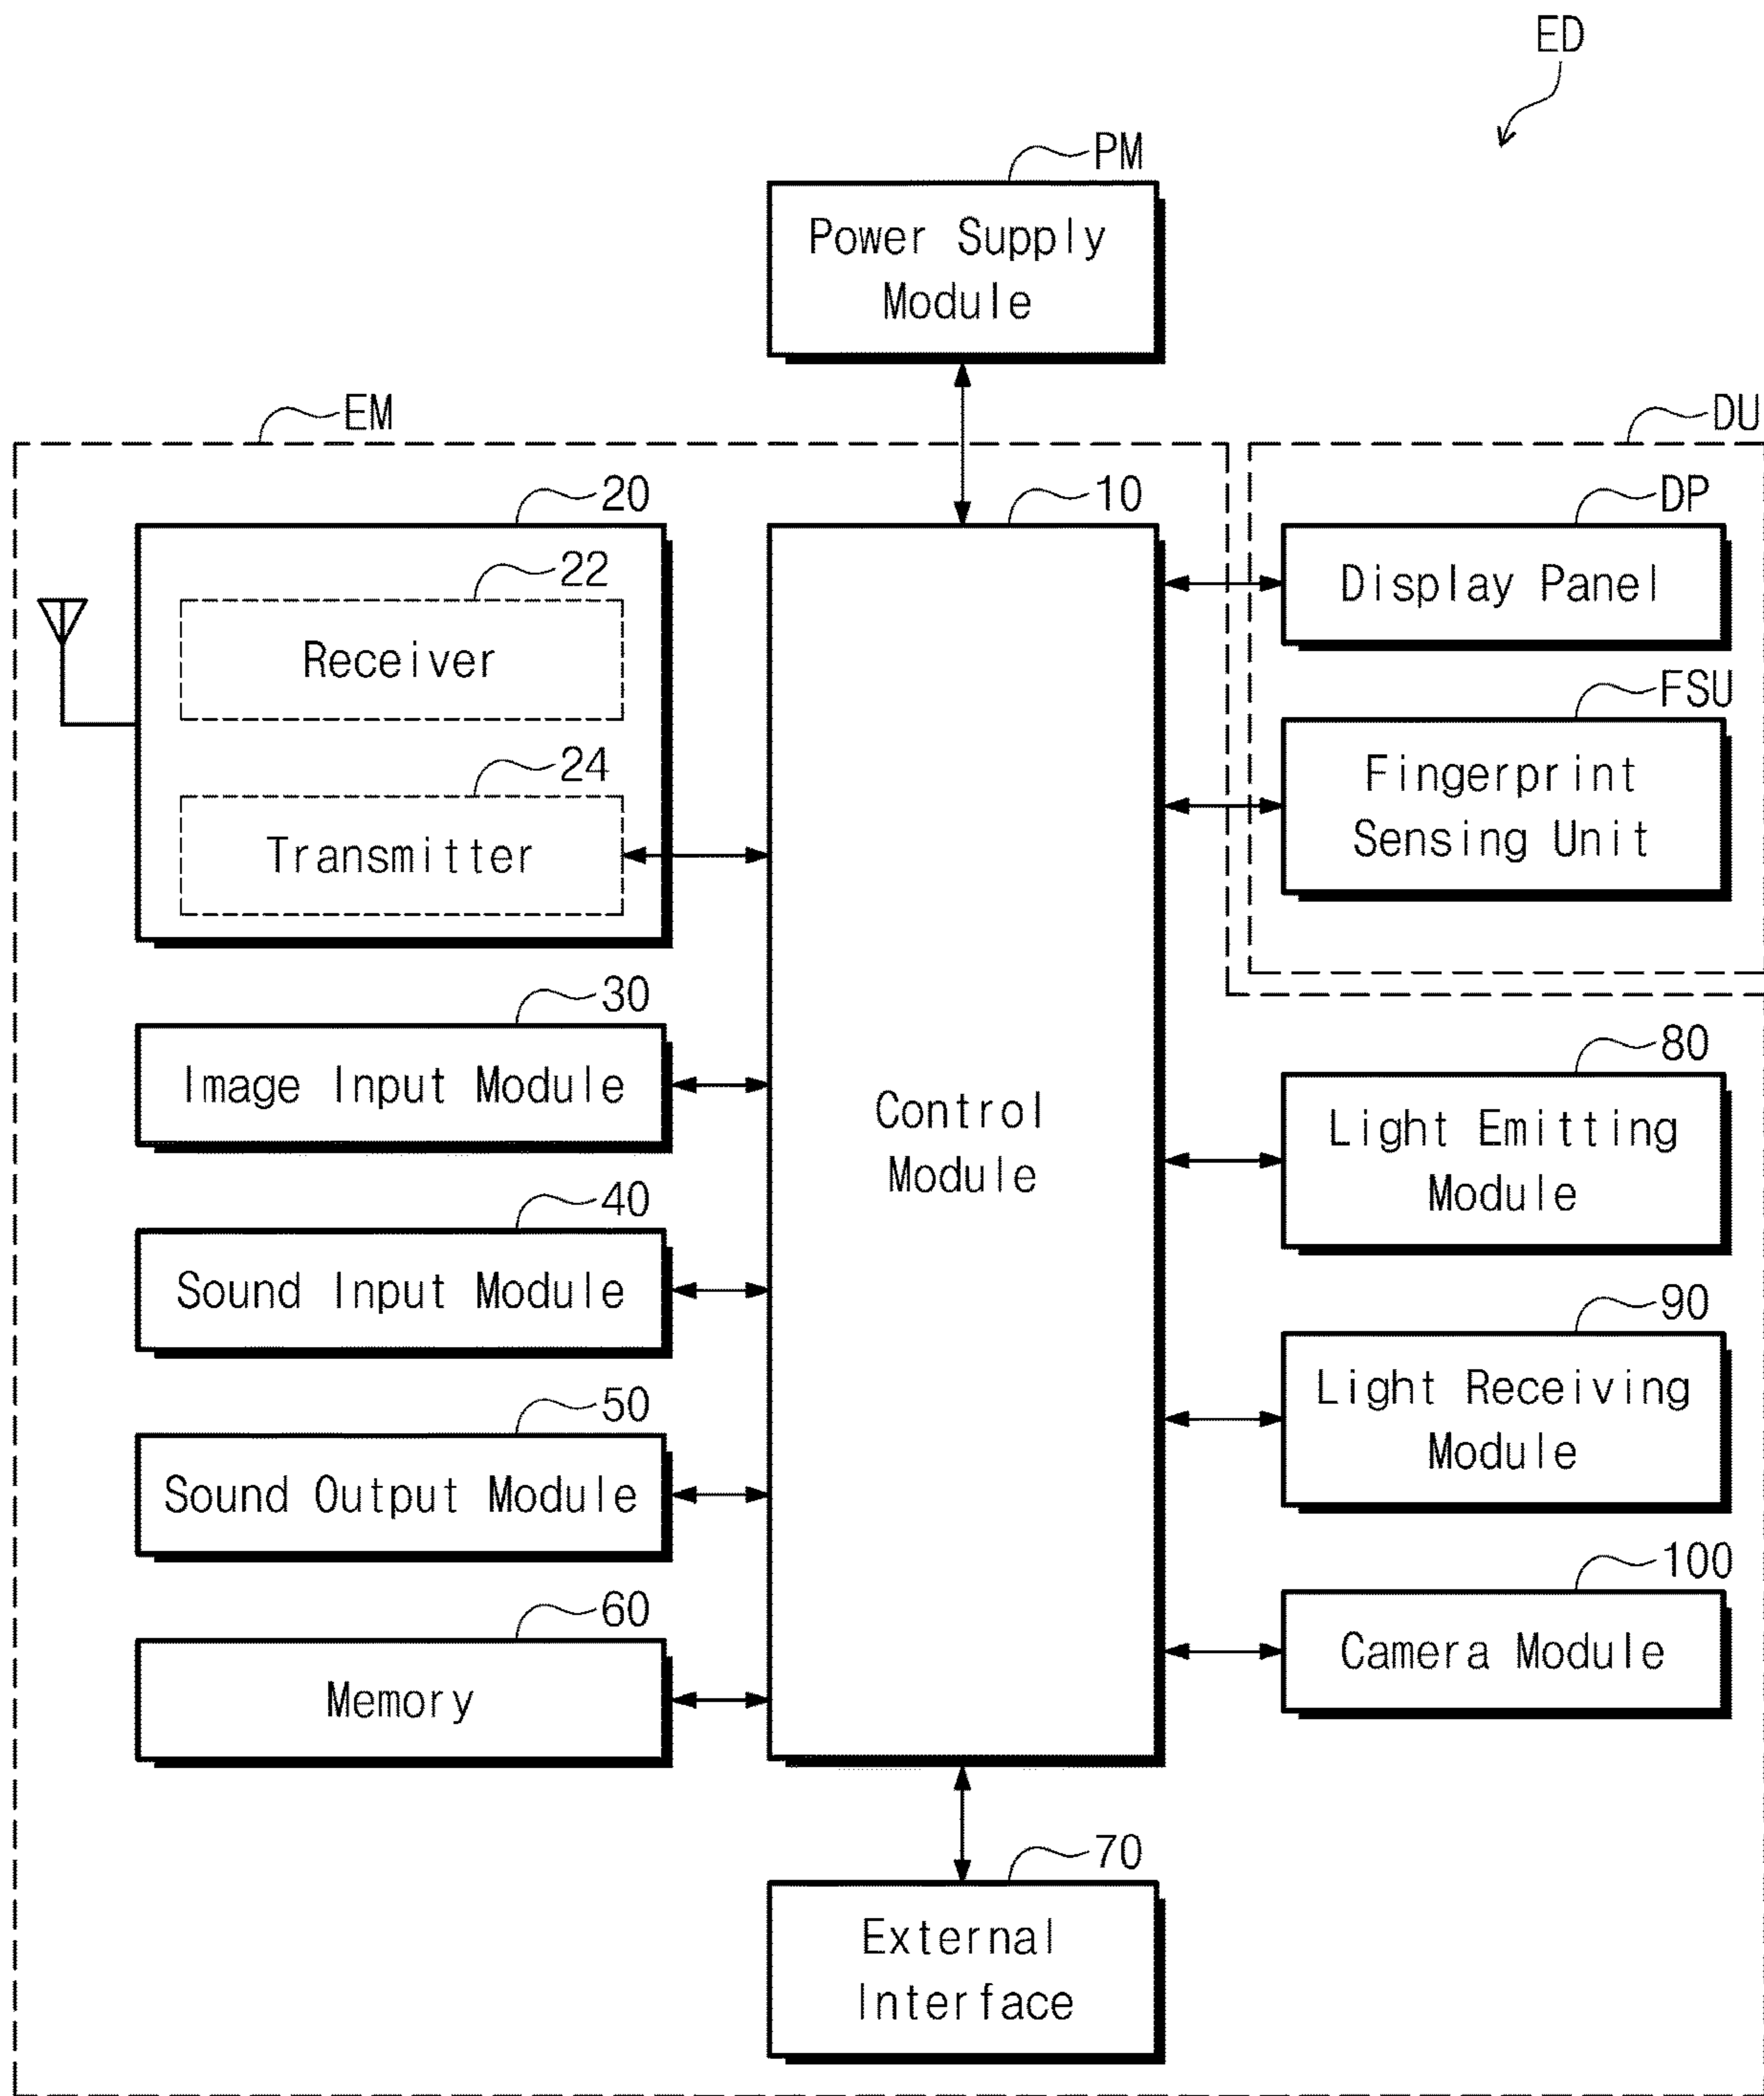 ED
PM
Power Supply
Module
EM
DU
20
10
DP
22
Display Panel
Receiver
FSU
24
Fingerprint
Sensing Unit
Transmitter
30
80
Image Input Module
Control
Module
Light Emitting
Module
40
Sound Input Module
90
Light Receiving
Module
50
Sound Output Module
100
60
Camera Module
Memory
70
External
Interface